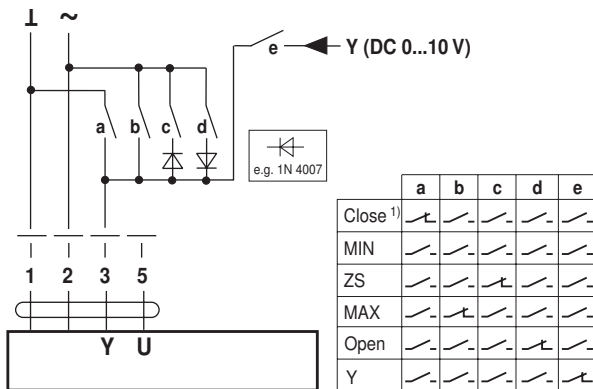 ⊥ ~
e Y (DC 0...10 V)
a b c d
e.g. 1N 4007
1 2 3 5
Y U
a b c d e
Close 1)
MIN
ZS
MAX
Open
Y